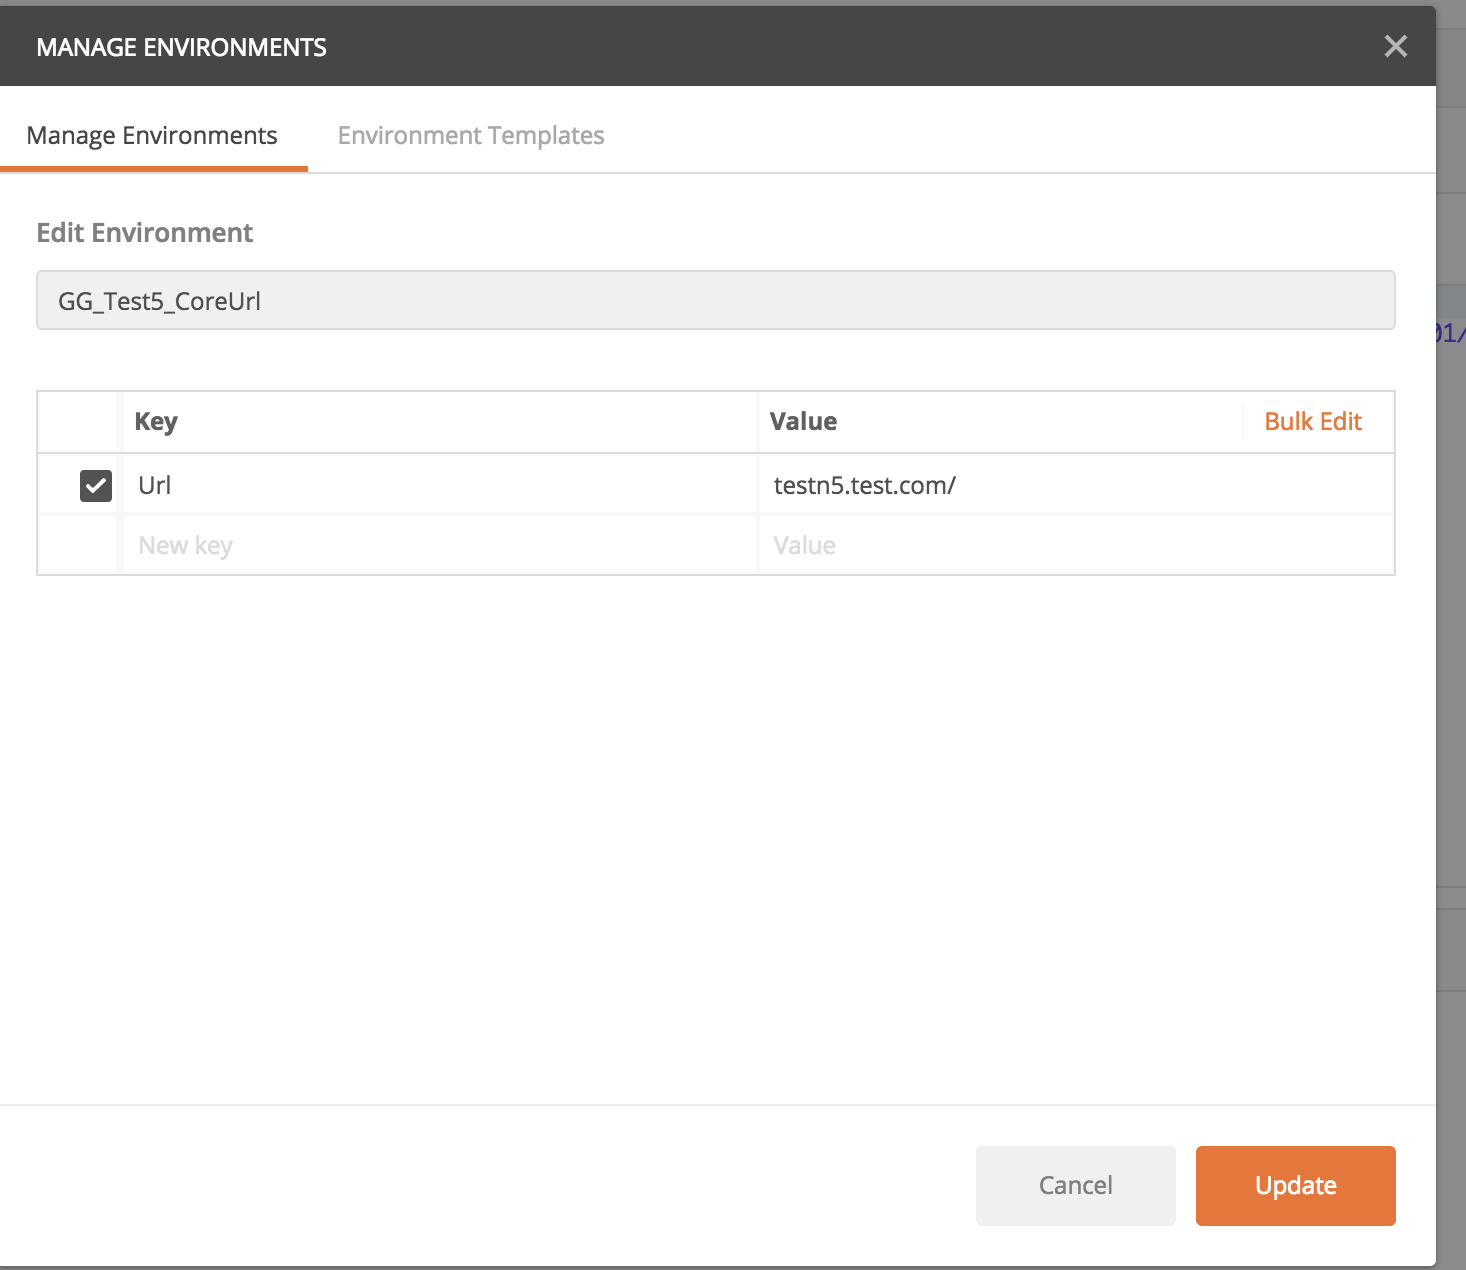 MANAGE ENVIRONMENTS
Manage Environments Environment Templates
Edit Environment
GG_Test5_CoreUrl
Key Value Bulk Edit
01/
Url testn5.test.com/
New key Value
Cancel Update